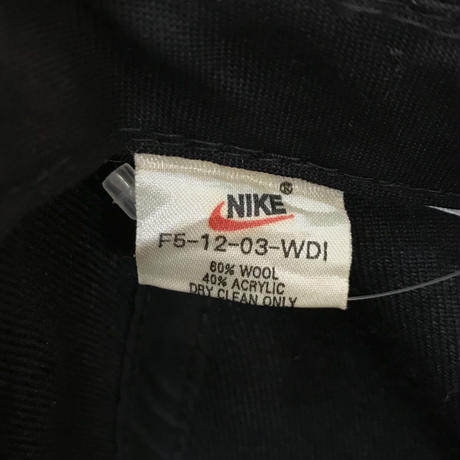 NIKE®
F5-12-03-WDI
60% WOOL
40% ACRYLIC
DRY CLEAN ONLY